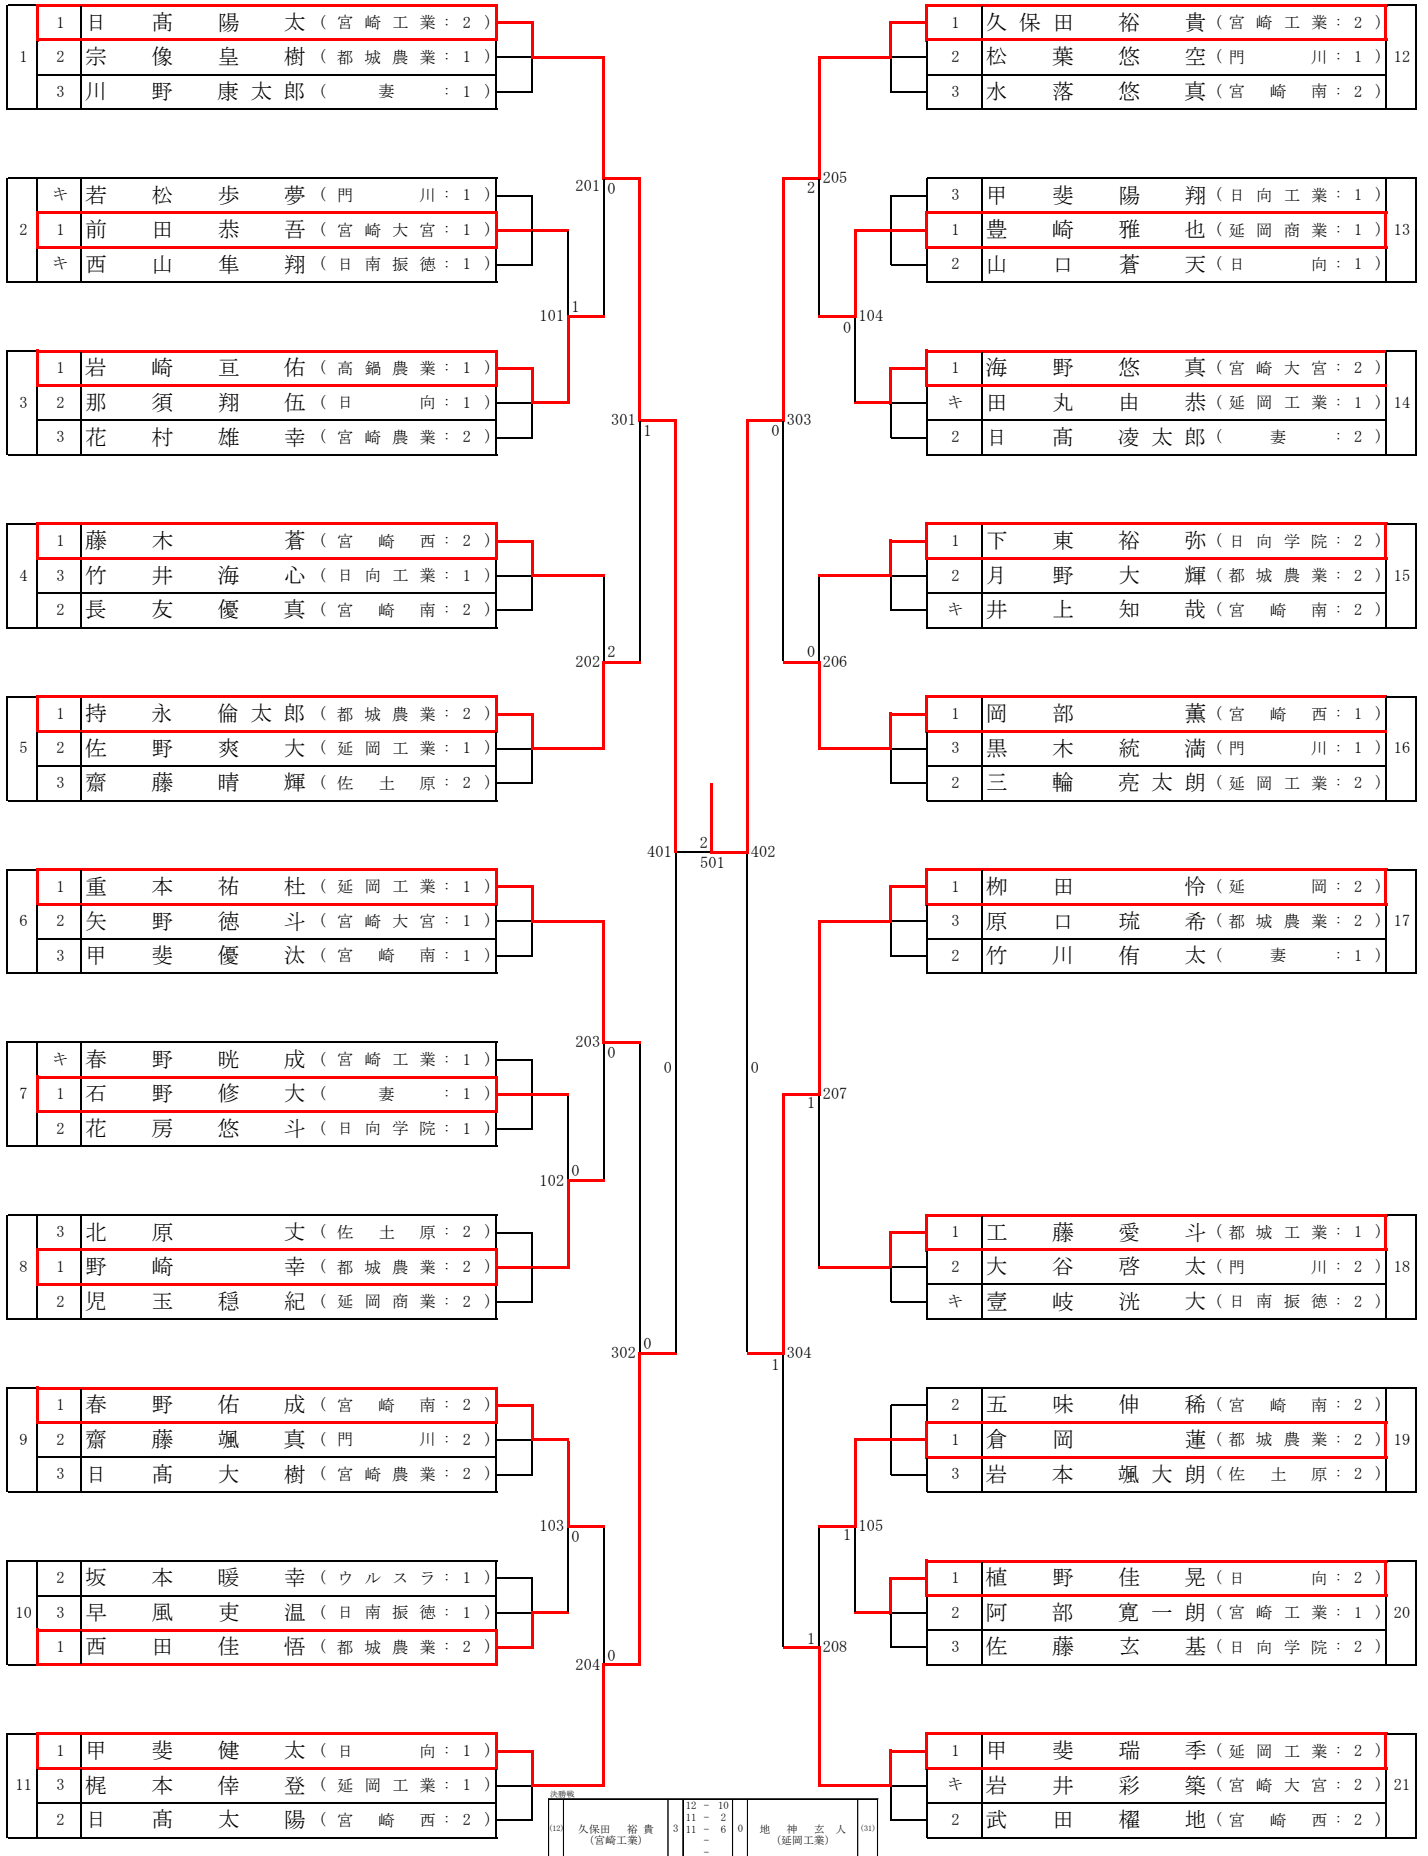 1 1 日髙陽太 (宮崎工業：2)
2 宗像皇樹 (都城農業：1)
3 川野康太郎 (妻：1)
2 キ 若松歩夢 (門川：1)
1 前田恭吾 (宮崎大宮：1)
キ 西山隼翔 (日南振徳：1)
3 1 岩崎亘佑 (高鍋農業：1)
2 那須翔伍 (日向：1)
3 花村雄幸 (宮崎農業：2)
4 1 藤木蒼 (宮崎西：2)
3 竹井海心 (日向工業：1)
2 長友優真 (宮崎南：2)
5 1 持永倫太郎 (都城農業：2)
2 佐野爽大 (延岡工業：1)
3 齋藤晴輝 (佐土原：2)
6 1 重本祐杜 (延岡工業：1)
2 矢野徳斗 (宮崎大宮：1)
3 甲斐優汰 (宮崎南：1)
7 キ 春野晄成 (宮崎工業：1)
1 石野修大 (妻：1)
2 花房悠斗 (日向学院：1)
8 3 北原丈 (佐土原：2)
1 野崎幸 (都城農業：2)
2 児玉穏紀 (延岡商業：2)
9 1 春野佑成 (宮崎南：2)
2 齋藤颯真 (門川：2)
3 日髙大樹 (宮崎農業：2)
10 2 坂本暖幸 (ウルスラ：1)
3 早風吏温 (日南振徳：1)
1 西田佳悟 (都城農業：2)
11 1 甲斐健太 (日向：1)
3 梶本倖登 (延岡工業：1)
2 日髙太陽 (宮崎西：2)
201 0
101 1
301 1
202 2
401 0
203 0
102 0
302 0
103 0
204 0
2
501
205 2
104 0
303 0
206 0
402 0
207 1
304 1
105 1
208 1
1 久保田裕貴 (宮崎工業：2) 12
2 松葉悠空 (門川：1)
3 水落悠真 (宮崎南：2)
3 甲斐陽翔 (日向工業：1) 13
1 豊崎雅也 (延岡商業：1)
2 山口蒼天 (日向：1)
1 海野悠真 (宮崎大宮：2) 14
キ 田丸由恭 (延岡工業：1)
2 日髙凌太郎 (妻：2)
1 下東裕弥 (日向学院：2) 15
2 月野大輝 (都城農業：2)
キ 井上知哉 (宮崎南：2)
1 岡部薫 (宮崎西：1) 16
3 黒木統満 (門川：1)
2 三輪亮太朗 (延岡工業：2)
1 栁田怜 (延岡：2) 17
3 原口琉希 (都城農業：2)
2 竹川侑太 (妻：1)
1 工藤愛斗 (都城工業：1) 18
2 大谷啓太 (門川：2)
キ 壹岐洸大 (日南振徳：2)
2 五味伸稀 (宮崎南：2) 19
1 倉岡蓮 (都城農業：2)
3 岩本颯大朗 (佐土原：2)
1 植野佳晃 (日向：2) 20
2 阿部寛一朗 (宮崎工業：1)
3 佐藤玄基 (日向学院：2)
1 甲斐瑞季 (延岡工業：2) 21
キ 岩井彩築 (宮崎大宮：2)
2 武田櫂地 (宮崎西：2)
決勝戦
(12) 久保田 裕貴 (宮崎工業) 3
12 - 10
11 - 2
11 - 6
-
-
0 地神玄人 (延岡工業) (31)